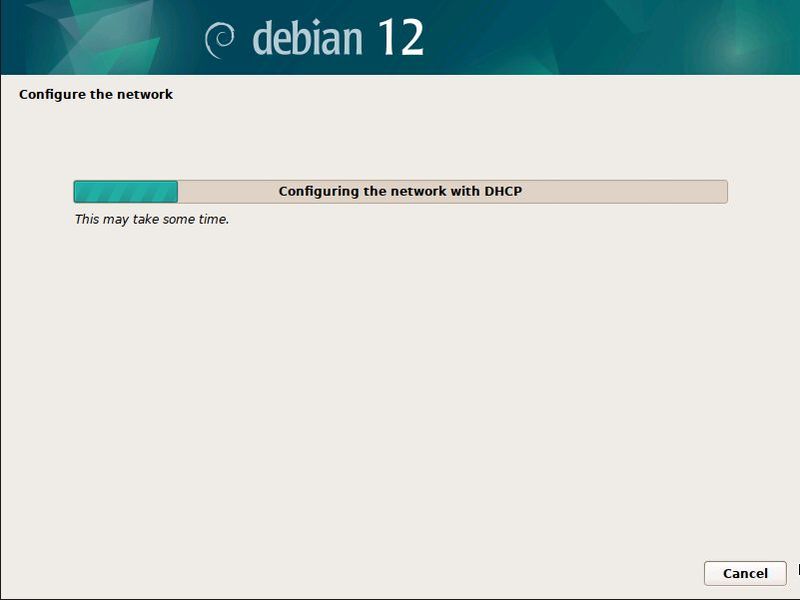 debian 12
Configure the network
Configuring the network with DHCP
This may take some time.
Cancel